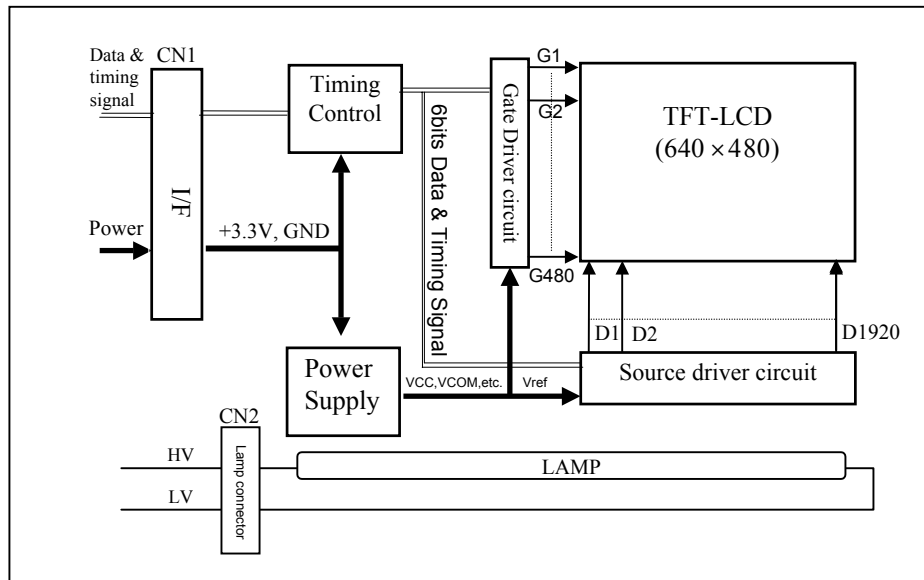 Data &
timing
signal
CN1
I/F
Power
Timing
Control
+3.3V, GND
6bits Data & Timing Signal
Gate Driver circuit
G1
G2
G480
TFT-LCD
(640 × 480)
D1
D2
D1920
Source driver circuit
Power
Supply
VCC,VCOM,etc.
Vref
CN2
Lamp connector
HV
LV
LAMP